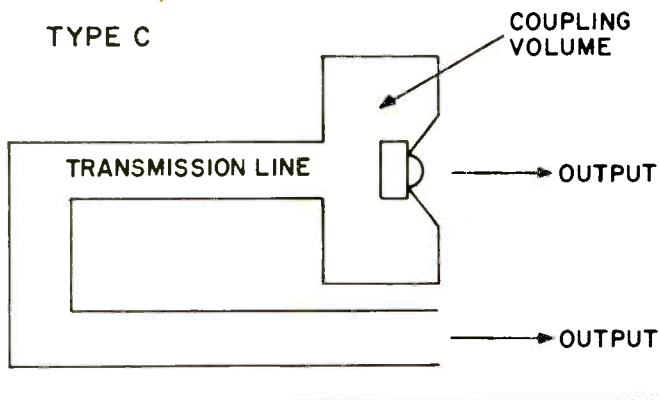 TYPE C
COUPLING
VOLUME
TRANSMISSION LINE
OUTPUT
OUTPUT